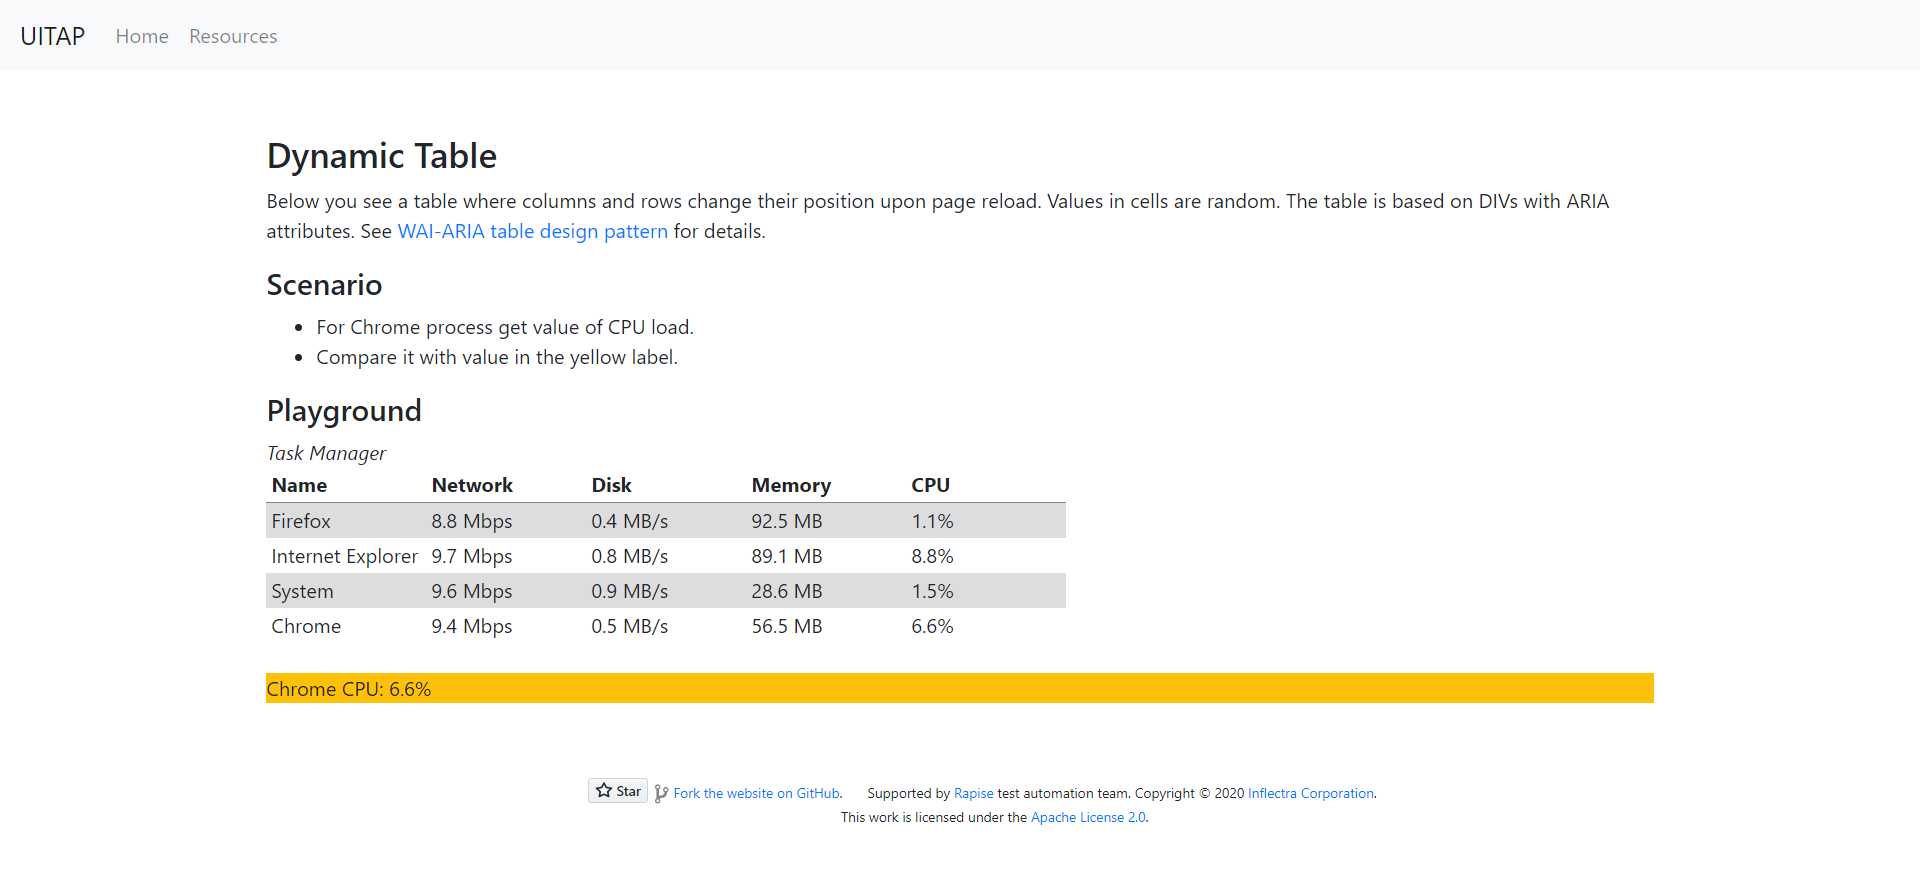 UITAP Home Resources
Dynamic Table
Below you see a table where columns and rows change their position upon page reload. Values in cells are random. The table is based on DIVs with ARIA
attributes. See WAI-ARIA table design pattern for details.
Scenario
• For Chrome process get value of CPU load.
• Compare it with value in the yellow label.
Playground
Task Manager
Name Network Disk Memory CPU
Firefox 8.8 Mbps 0.4 MB/s 92.5 MB 1.1%
Internet Explorer 9.7 Mbps 0.8 MB/s 89.1 MB 8.8%
System 9.6 Mbps 0.9 MB/s 28.6 MB 1.5%
Chrome 9.4 Mbps 0.5 MB/s 56.5 MB 6.6%
Chrome CPU: 6.6%
Star Fork the website on GitHub. Supported by Rapise test automation team. Copyright © 2020 Inflectra Corporation.
This work is licensed under the Apache License 2.0.